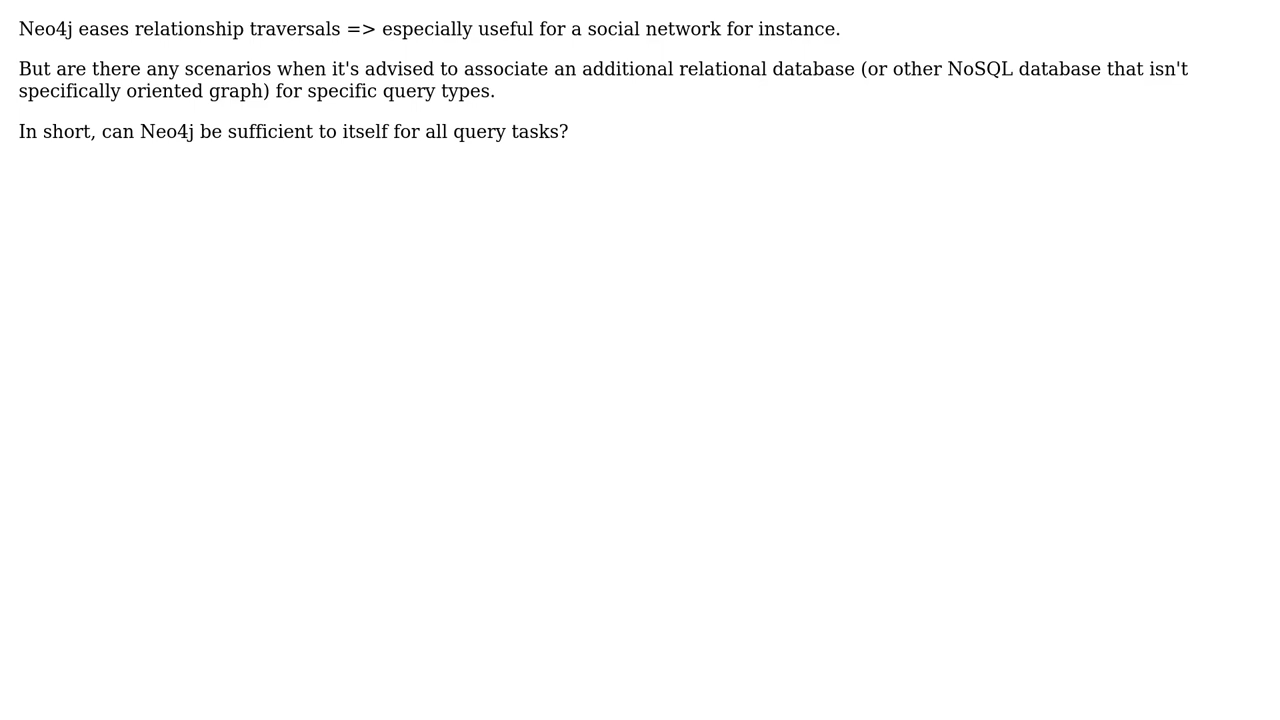 Neo4j eases relationship traversals => especially useful for a social network for instance.
But are there any scenarios when it's advised to associate an additional relational database (or other NoSQL database that isn't
specifically oriented graph) for specific query types.
In short, can Neo4j be sufficient to itself for all query tasks?